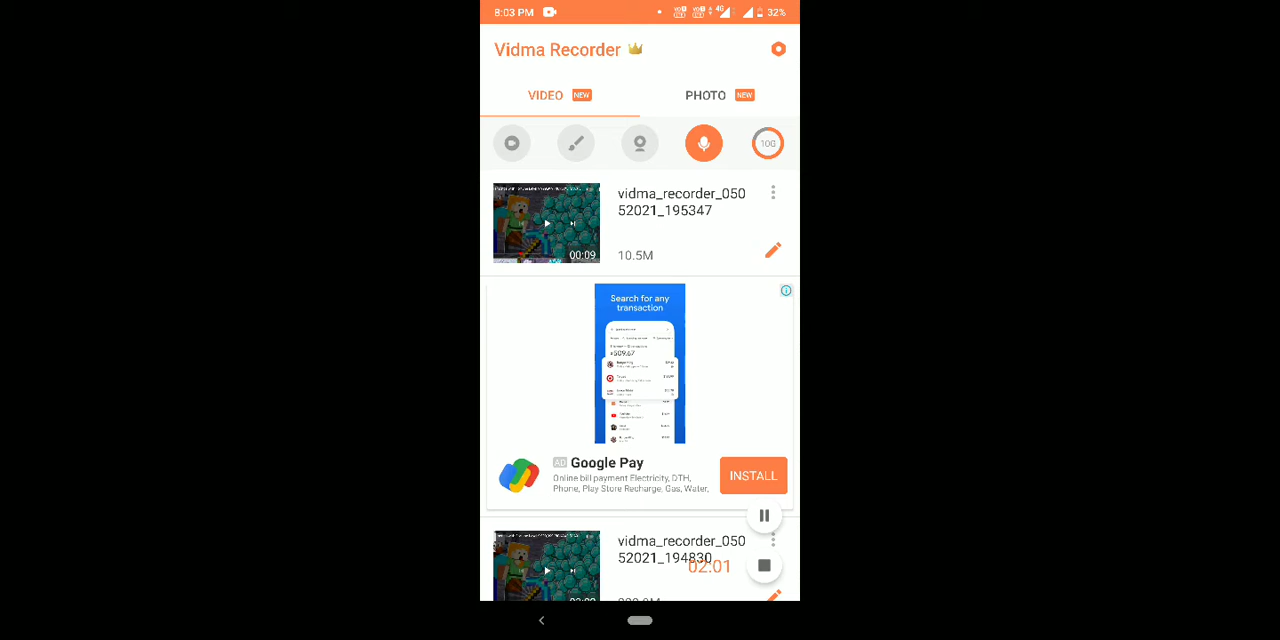 8:03 PM
4G
32%
Vidma Recorder
VIDEO NEW
PHOTO NEW
10G
vidma_recorder_050
52021_195347
00:09
10.5M
Search for any
transaction
AD Google Pay
Online bill payment Electricity, DTH,
Phone, Play Store Recharge, Gas, Water,
INSTALL
vidma_recorder_050
52021_194830
02:01